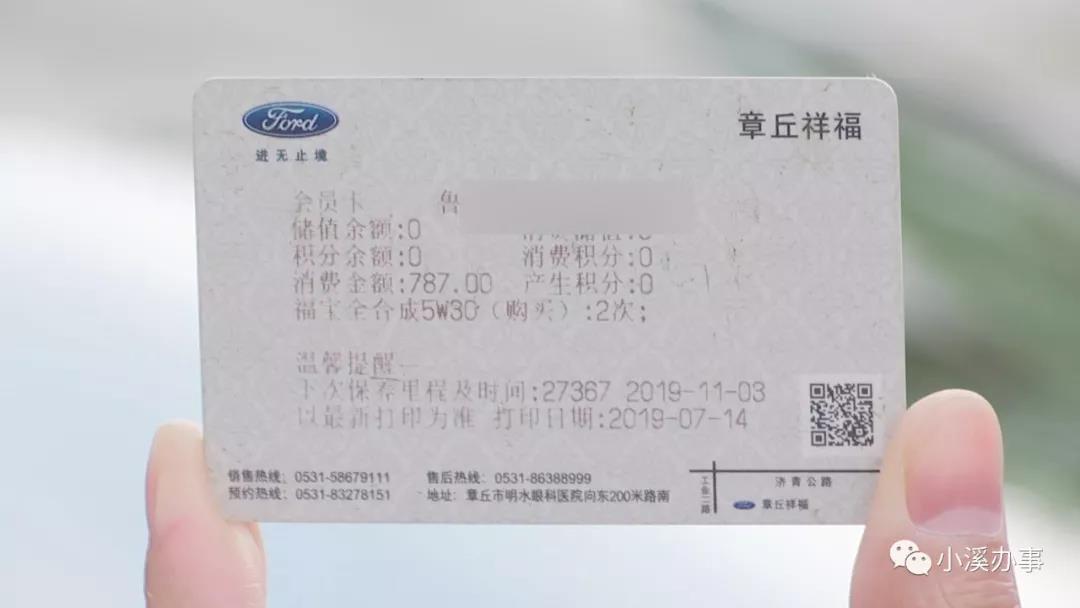 Ford
进无止境
章丘祥福
会员卡 鲁
储值余额:0
积分余额:0 消费积分:0
消费金额:787.00 产生积分:0
福宝全合成5W30(购买):2次;
温馨提醒—
下次保养里程及时间:27367 2019-11-03
以最新打印为准 打印日期:2019-07-14
销售热线: 0531-58679111 售后热线: 0531-86388999
预约热线: 0531-83278151 地址: 章丘市明水眼科医院向东200米路南
济青公路
工业二路
章丘祥福
小溪办事